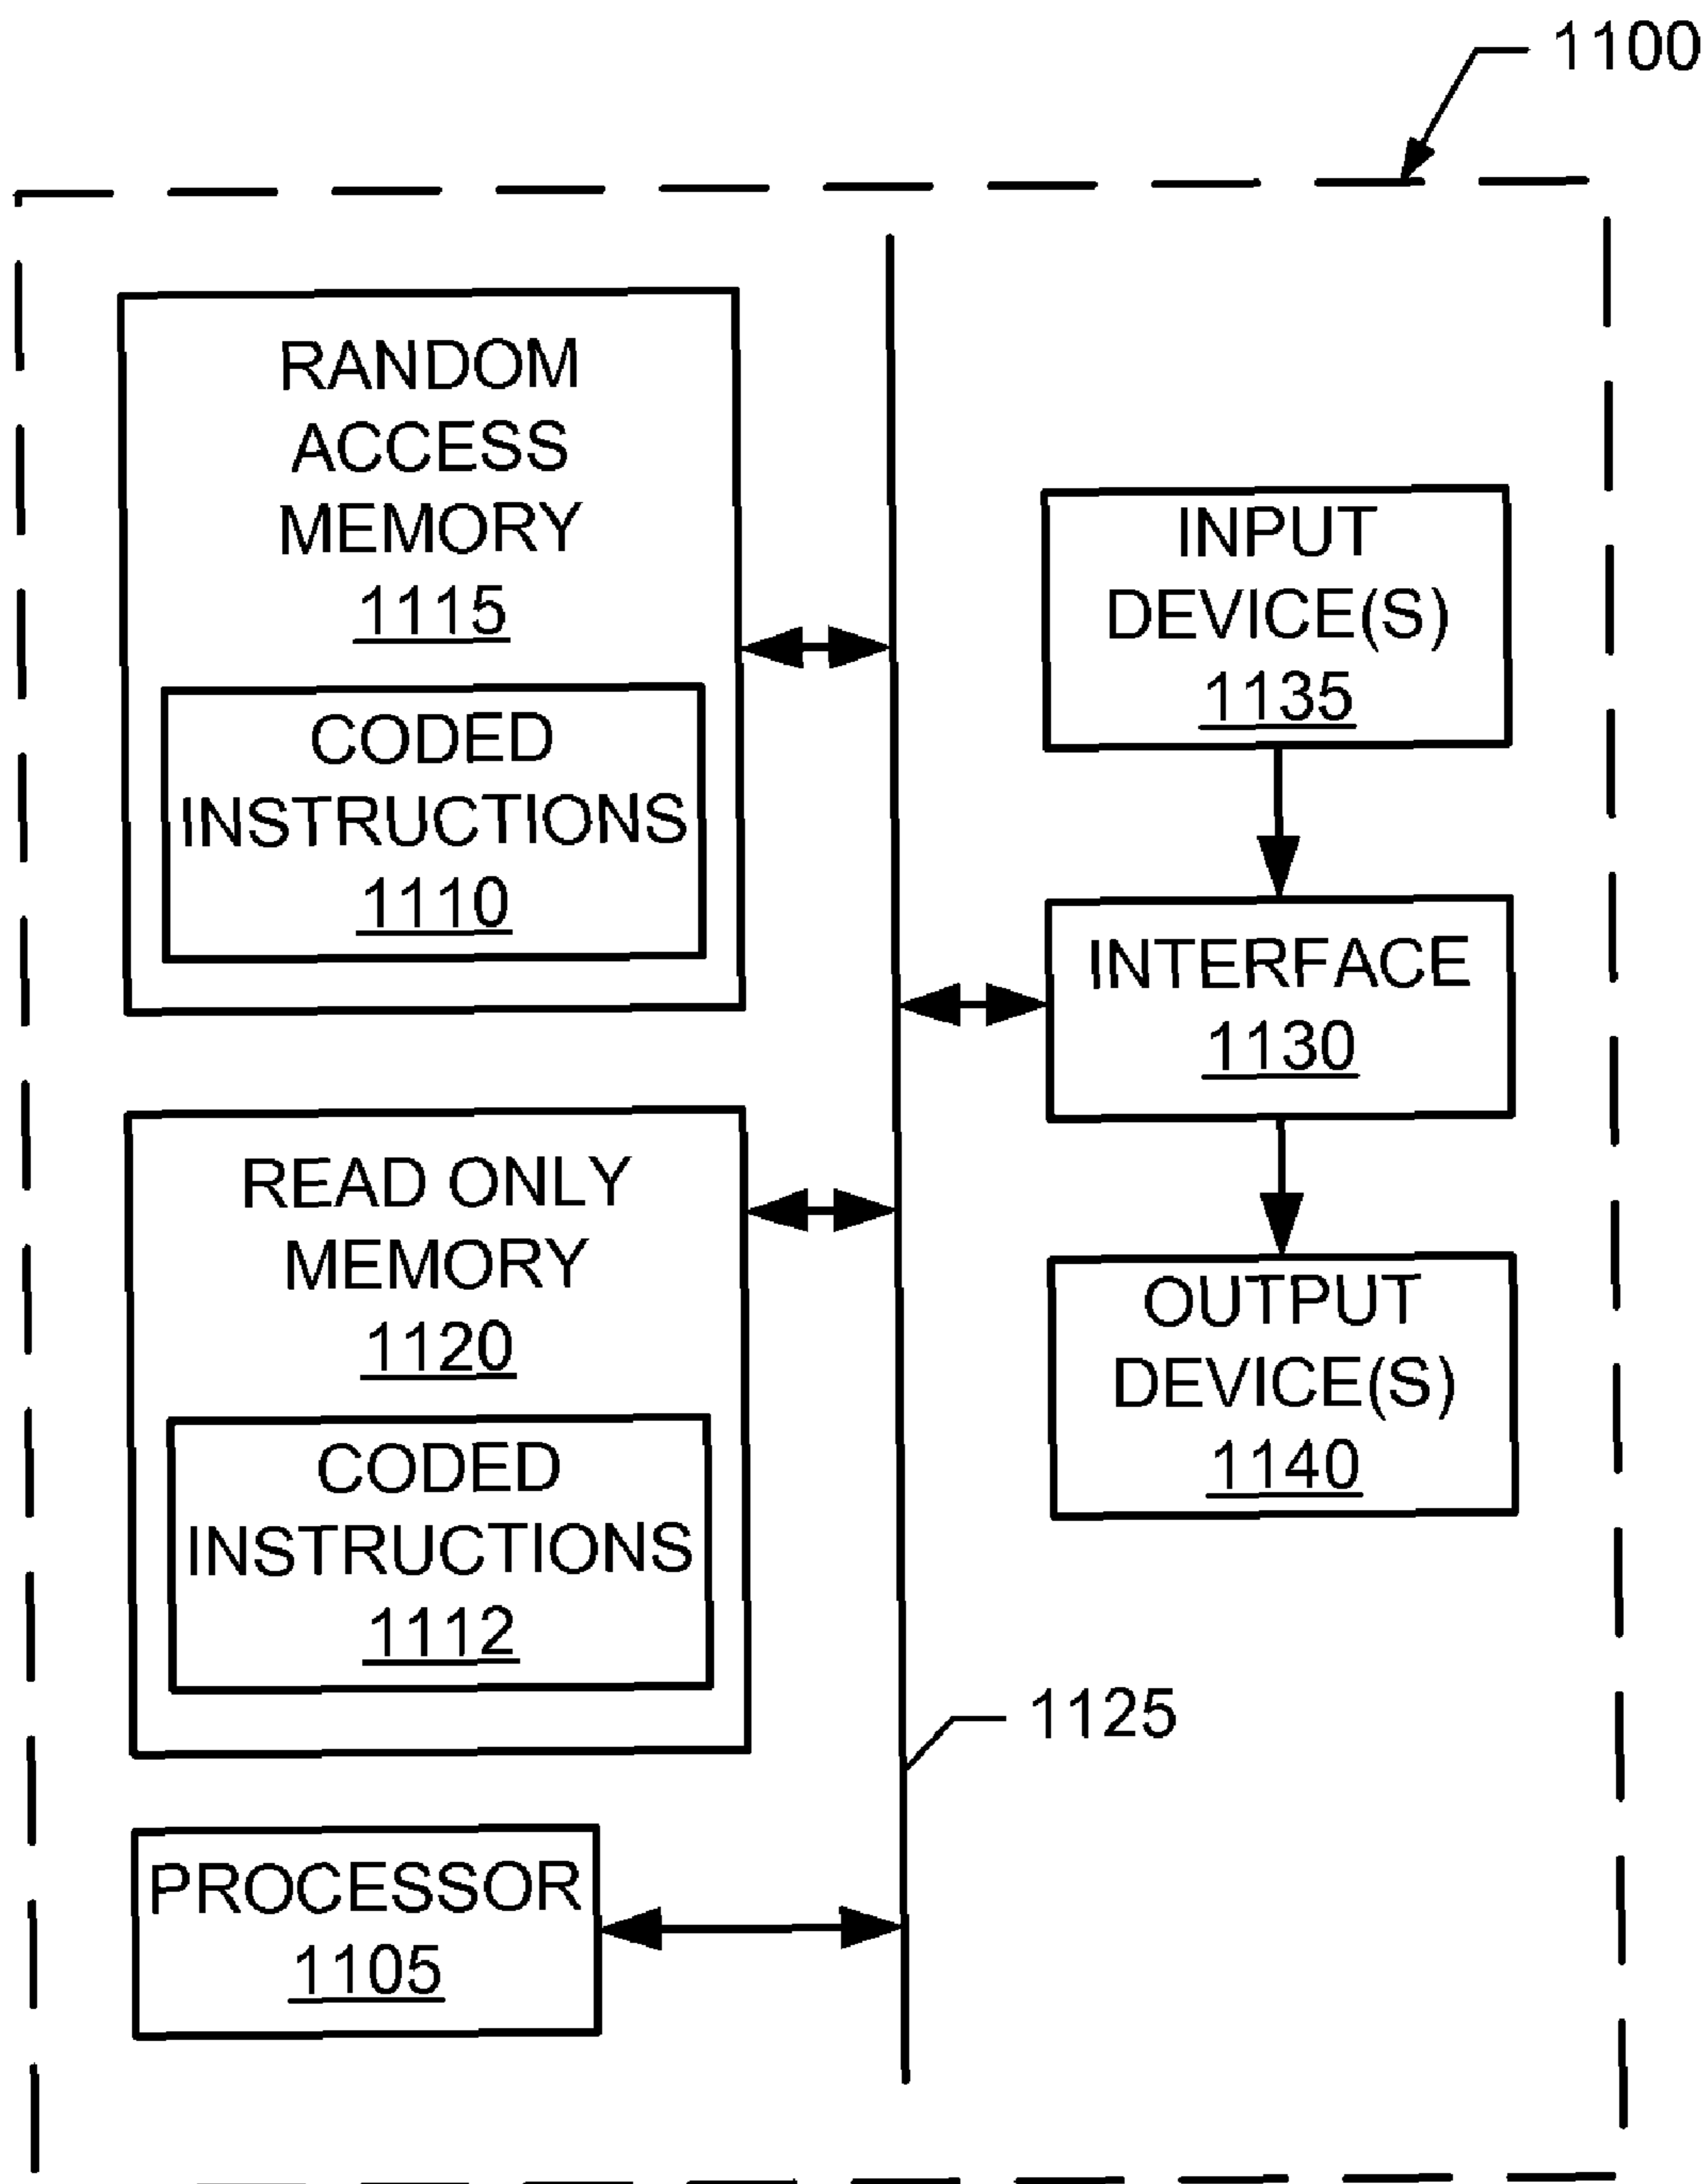 1100
RANDOM
ACCESS
MEMORY
1115
CODED
INSTRUCTIONS
1110
READ ONLY
MEMORY
1120
CODED
INSTRUCTIONS
1112
PROCESSOR
1105
INPUT
DEVICE(S)
1135
INTERFACE
1130
OUTPUT
DEVICE(S)
1140
1125